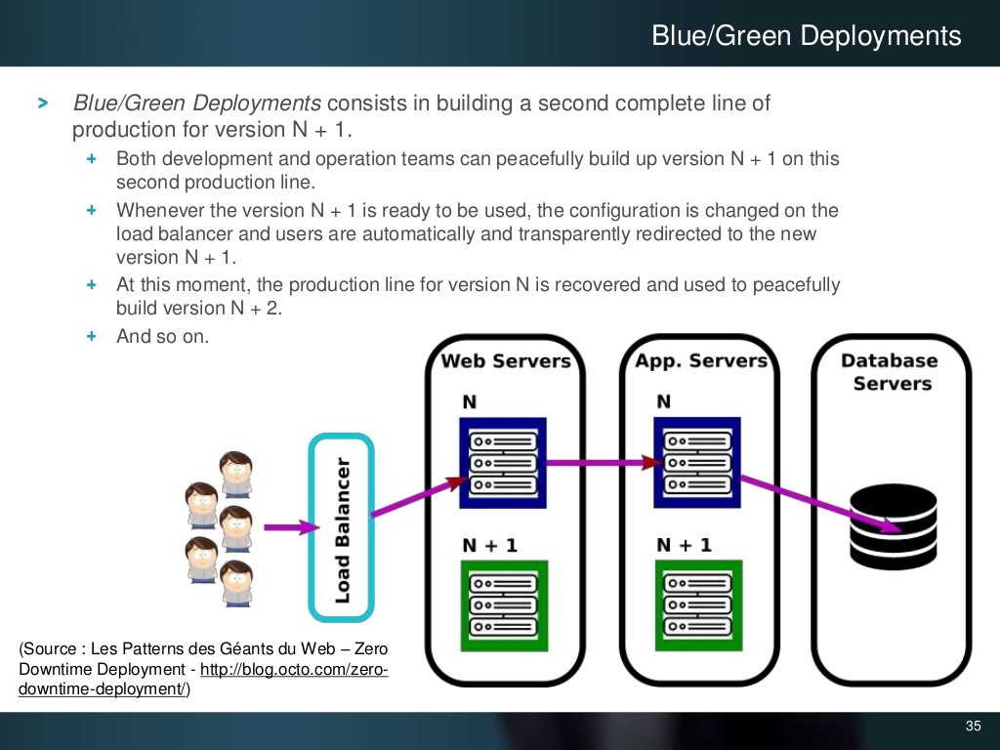 Blue/Green Deployments
> Blue/Green Deployments consists in building a second complete line of
production for version N + 1.
+ Both development and operation teams can peacefully build up version N + 1 on this
second production line.
+ Whenever the version N + 1 is ready to be used, the configuration is changed on the
load balancer and users are automatically and transparently redirected to the new
version N + 1.
+ At this moment, the production line for version N is recovered and used to peacefully
build version N + 2.
+ And so on.
Load Balancer
Web Servers
N
N + 1
App. Servers
N
N + 1
Database
Servers
(Source : Les Patterns des Géants du Web – Zero
Downtime Deployment - http://blog.octo.com/zero-
downtime-deployment/)
35